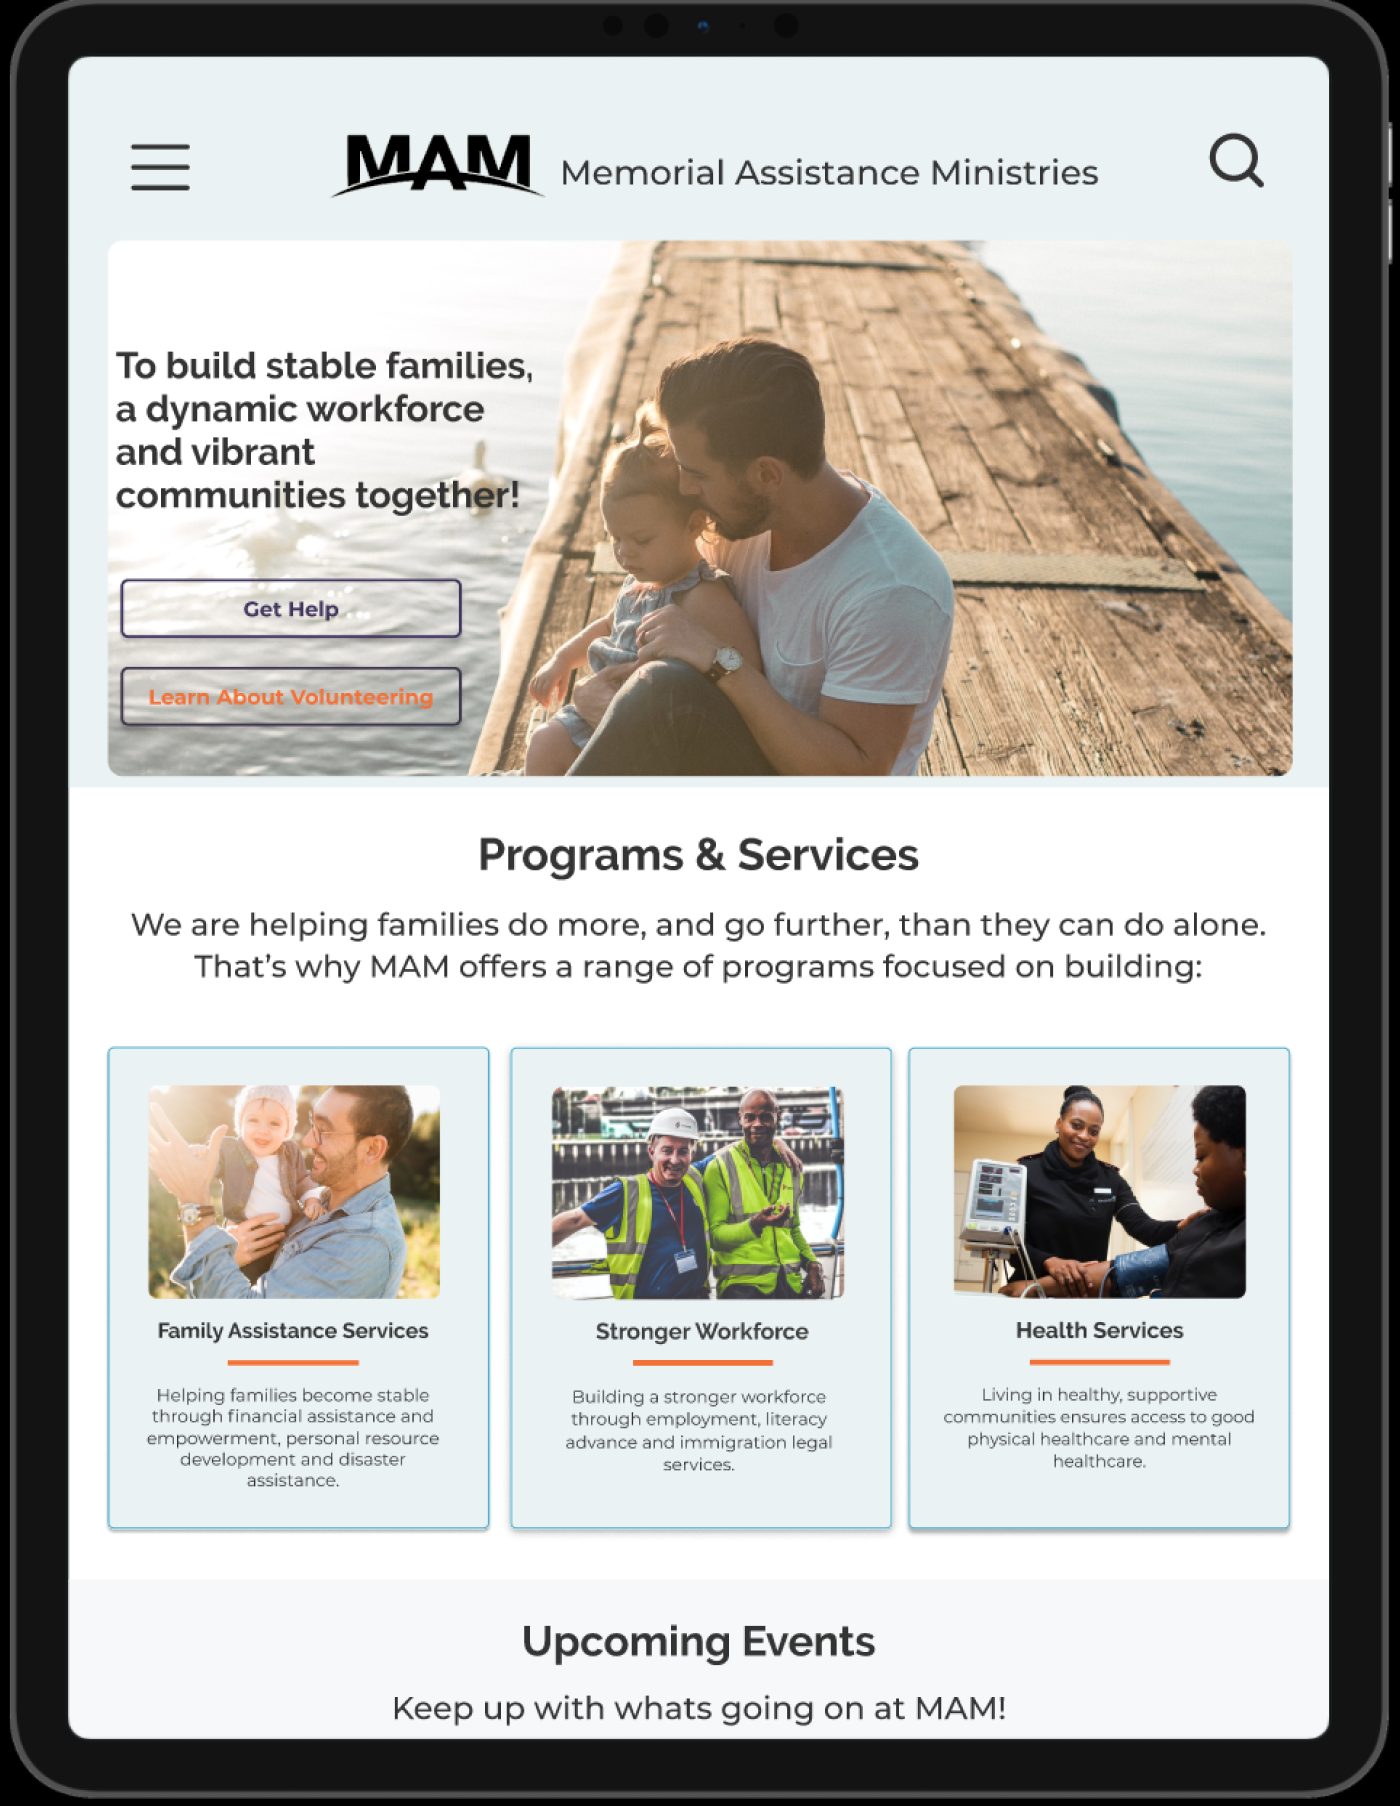 MAM Memorial Assistance Ministries
To build stable families,
a dynamic workforce
and vibrant
communities together!
Get Help
Learn About Volunteering
Programs & Services
We are helping families do more, and go further, than they can do alone.
That’s why MAM offers a range of programs focused on building:
Family Assistance Services
Helping families become stable
through financial assistance and
empowerment, personal resource
development and disaster
assistance.
Stronger Workforce
Building a stronger workforce
through employment, literacy
advance and immigration legal
services.
Health Services
Living in healthy, supportive
communities ensures access to good
physical healthcare and mental
healthcare.
Upcoming Events
Keep up with whats going on at MAM!